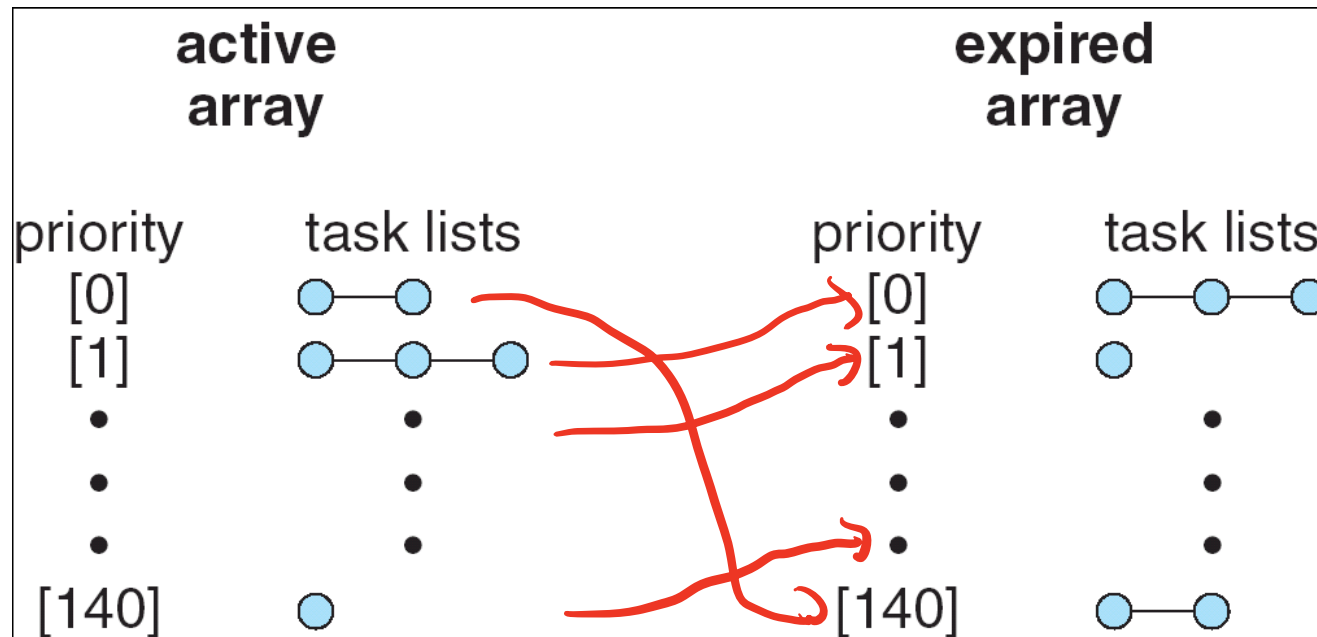 active array
expired array
priority task lists
priority task lists
[0]
[0]
[1]
[1]
[140]
[140]